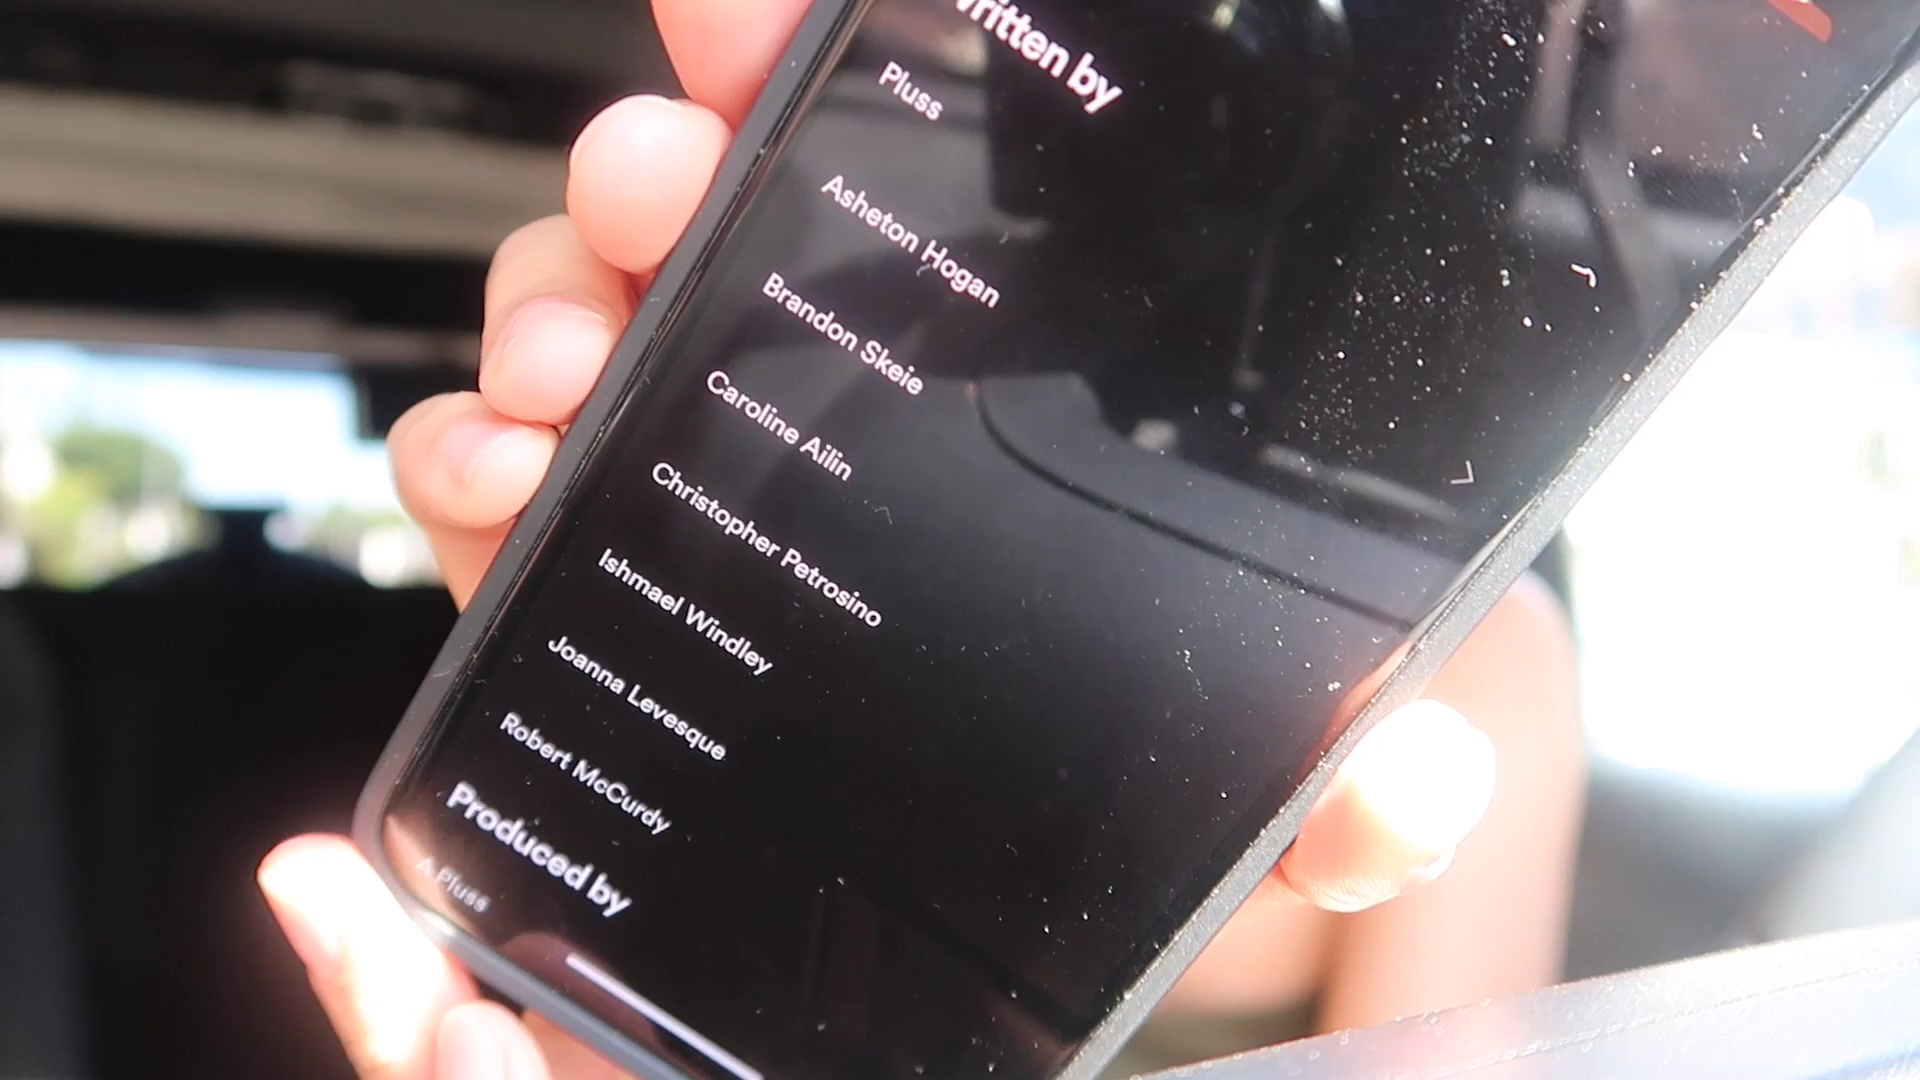 Written by
Pluss
Asheton Hogan
Brandon Skeie
Caroline Ailin
Christopher Petrosino
Ishmael Windley
Joanna Levesque
Robert McCurdy
Produced by
A Pluss